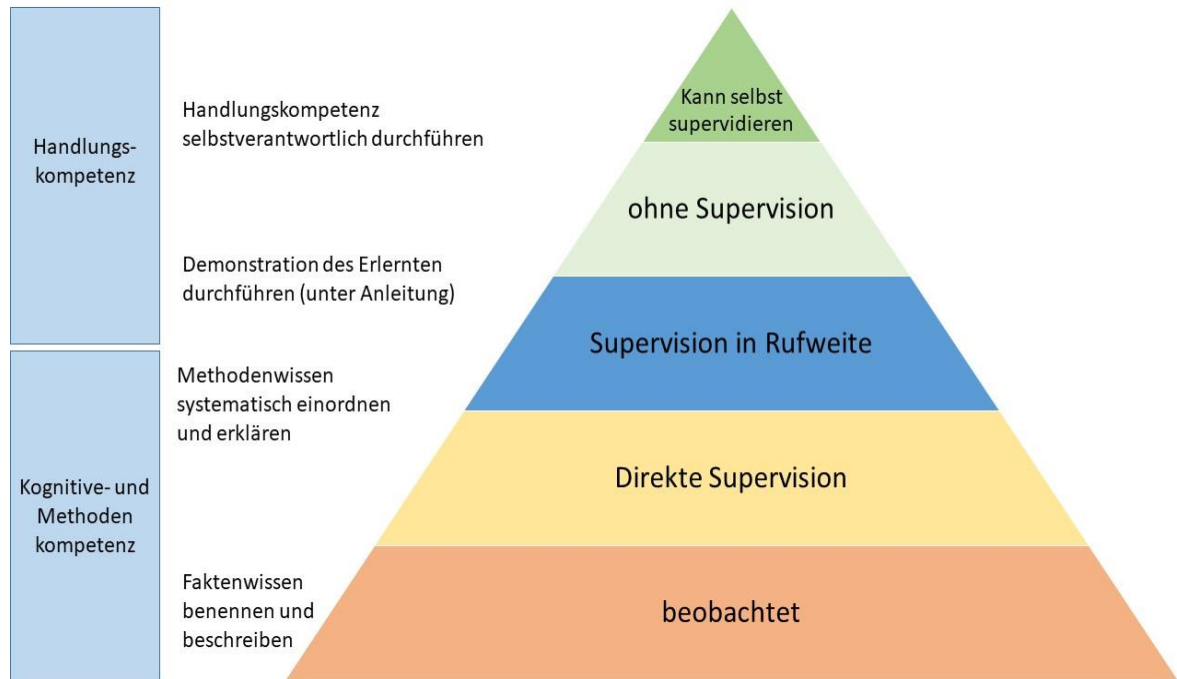 Handlungs-
kompetenz
Kognitive- und
Methoden
kompetenz
Handlungskompetenz
selbstverantwortlich durchführen
Demonstration des Erlernten
durchführen (unter Anleitung)
Methodenwissen
systematisch einordnen
und erklären
Faktenwissen
benennen und
beschreiben
Kann selbst
supervidieren
ohne Supervision
Supervision in Rufweite
Direkte Supervision
beobachtet